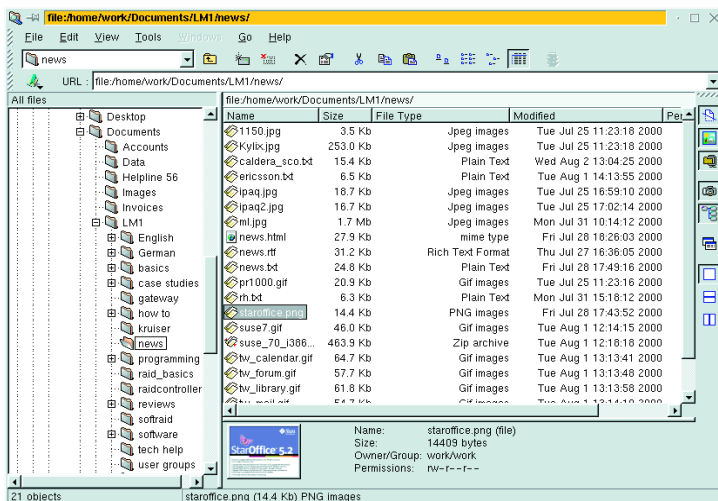 file:/home/work/Documents/LM1/news/
File Edit View Tools Windows Go Help
news
URL : file:/home/work/Documents/LM1/news/
All files
Desktop
Documents
Accounts
Data
Helpline 56
Images
Invoices
LM1
English
German
basics
case studies
gateway
how to
kruiser
news
programming
raid_basics
raidcontroller
reviews
softraid
software
tech help
user groups
file:/home/work/Documents/LM1/news/
Name Size File Type Modified Per
1150.jpg 3.5 Kb Jpeg images Tue Jul 25 11:23:18 2000
Kylix.jpg 253.0 Kb Jpeg images Tue Jul 25 11:23:18 2000
caldera_sco.txt 15.4 Kb Plain Text Wed Aug 2 13:04:25 2000
ericsson.txt 6.5 Kb Plain Text Tue Aug 1 14:13:55 2000
ipaq.jpg 18.7 Kb Jpeg images Tue Jul 25 16:59:10 2000
ipaq2.jpg 16.7 Kb Jpeg images Tue Jul 25 17:02:14 2000
ml.jpg 1.7 Mb Jpeg images Mon Jul 31 10:14:12 2000
news.html 27.9 Kb mime type Fri Jul 28 18:26:03 2000
news.rtf 31.2 Kb Rich Text Format Thu Jul 27 16:36:05 2000
news.txt 24.8 Kb Plain Text Fri Jul 28 17:49:16 2000
pr1000.gif 20.9 Kb Gif images Tue Jul 25 11:23:16 2000
rh.txt 6.3 Kb Plain Text Mon Jul 31 15:18:12 2000
staroffice.png 14.4 Kb PNG images Fri Jul 28 17:43:52 2000
suse7.gif 46.0 Kb Gif images Tue Aug 1 12:14:15 2000
suse_70_i386... 463.9 Kb Zip archive Tue Aug 1 12:18:18 2000
tw_calendar.gif 64.7 Kb Gif images Tue Aug 1 13:13:41 2000
tw_forum.gif 57.7 Kb Gif images Tue Aug 1 13:13:48 2000
tw_library.gif 61.8 Kb Gif images Tue Aug 1 13:13:58 2000
tw_mail.gif 54.7 Kb Gif images Tue Aug 1 13:14:10 2000
Sun
StarOffice 5.2
Name: staroffice.png (file)
Size: 14409 bytes
Owner/Group: work/work
Permissions: rw-r--r--
21 objects
staroffice.png (14.4 Kb) PNG images